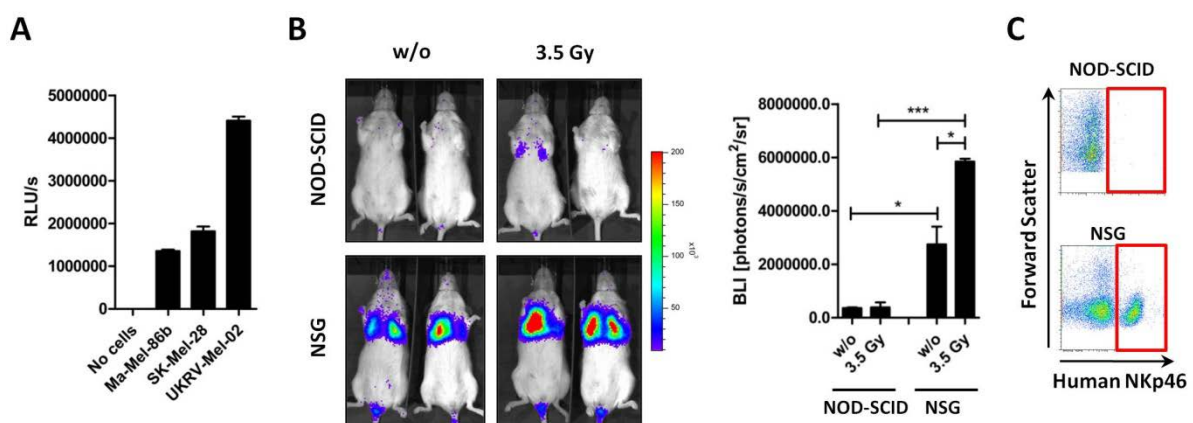 A
B
C
w/o
3.5 Gy
RLU/s
5000000
4000000
3000000
2000000
1000000
0
No cells
Ma-Mel-86b
SK-Mel-28
UKRV-Mel-02
NOD-SCID
NSG
200
150
100
50
BLI [photons/s/cm²/sr]
8000000.0
6000000.0
4000000.0
2000000.0
0.0
***
*
*
w/o
3.5 Gy
w/o
3.5 Gy
NOD-SCID
NSG
NOD-SCID
NSG
Forward Scatter
Human NKp46